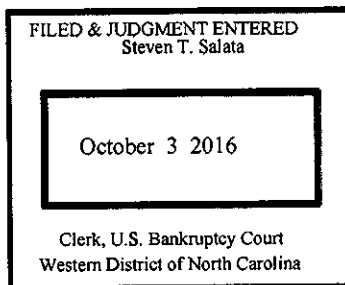 FILED & JUDGMENT ENTERED
Steven T. Salata
October 3 2016
Clerk, U.S. Bankruptcy Court
Western District of North Carolina